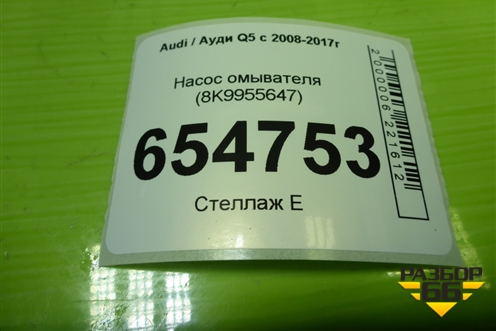 Audi / Ауди Q5 с 2008-2017г
Насос омывателя
(8K9955647)
654753
Стеллаж Е
2000006221612
РАЗБОР
66